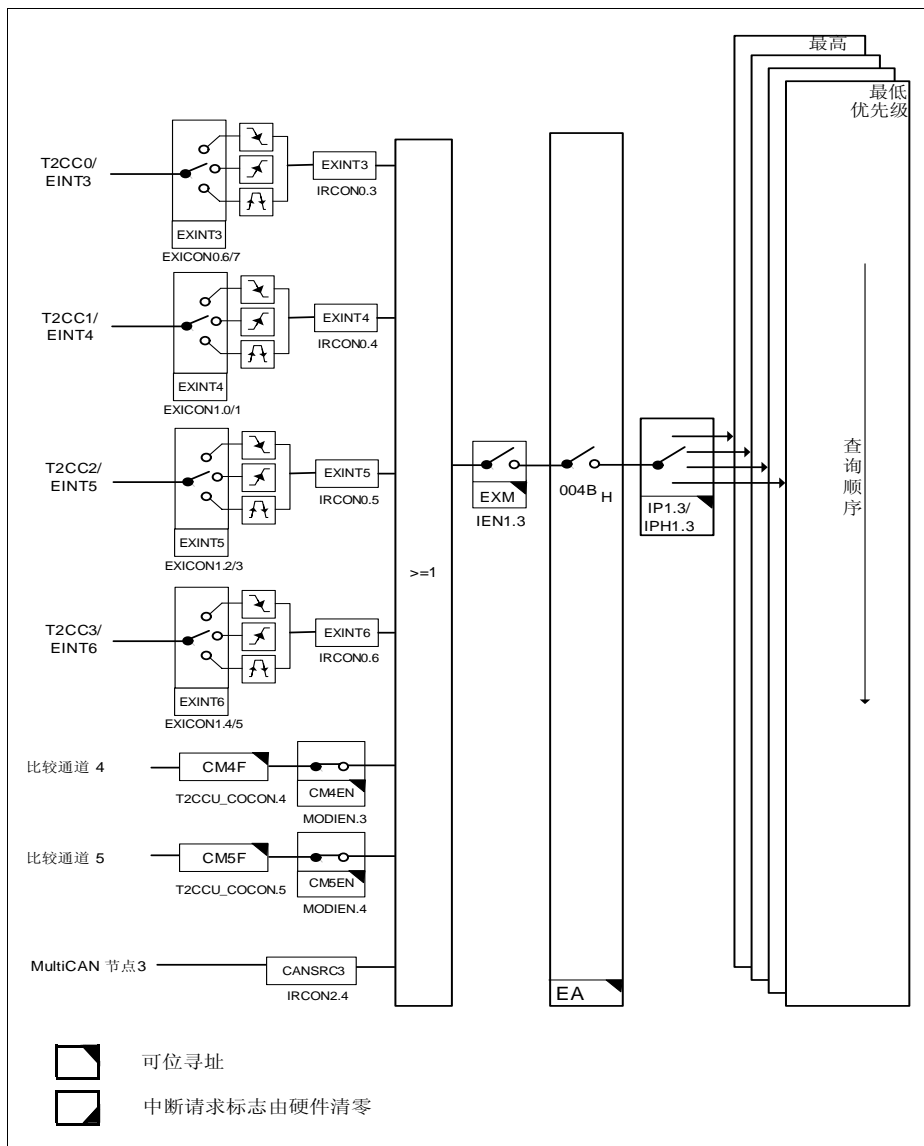 最高
最低
优先级
T2CC0/
EINT3
EXINT3
EXICON0.6/7
EXINT3
IRCON0.3
T2CC1/
EINT4
EXINT4
EXICON1.0/1
EXINT4
IRCON0.4
T2CC2/
EINT5
EXINT5
EXICON1.2/3
EXINT5
IRCON0.5
T2CC3/
EINT6
EXINT6
EXICON1.4/5
EXINT6
IRCON0.6
比较通道 4
CM4F
T2CCU_COCON.4
CM4EN
MODIEN.3
比较通道 5
CM5F
T2CCU_COCON.5
CM5EN
MODIEN.4
MultiCAN 节点3
CANSRC3
IRCON2.4
>=1
EXM
IEN1.3
004B H
EA
IP1.3/
IPH1.3
查询顺序
可位寻址
中断请求标志由硬件清零